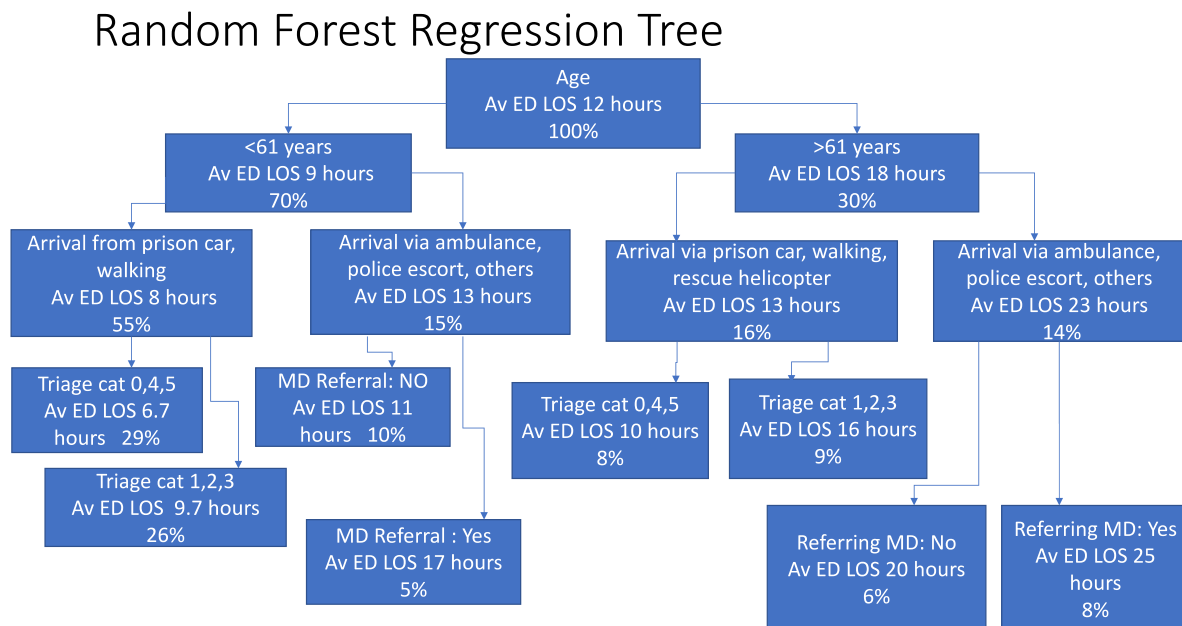 Random Forest Regression Tree
Age
Av ED LOS 12 hours
100%
<61 years
Av ED LOS 9 hours
70%
>61 years
Av ED LOS 18 hours
30%
Arrival from prison car,
walking
Av ED LOS 8 hours
55%
Arrival via ambulance,
police escort, others
Av ED LOS 13 hours
15%
Arrival via prison car, walking,
rescue helicopter
Av ED LOS 13 hours
16%
Arrival via ambulance,
police escort, others
Av ED LOS 23 hours
14%
Triage cat 0,4,5
Av ED LOS 6.7
hours 29%
Triage cat 1,2,3
Av ED LOS 9.7 hours
26%
MD Referral: NO
Av ED LOS 11
hours 10%
MD Referral : Yes
Av ED LOS 17 hours
5%
Triage cat 0,4,5
Av ED LOS 10 hours
8%
Triage cat 1,2,3
Av ED LOS 16 hours
9%
Referring MD: No
Av ED LOS 20 hours
6%
Referring MD: Yes
Av ED LOS 25
hours
8%